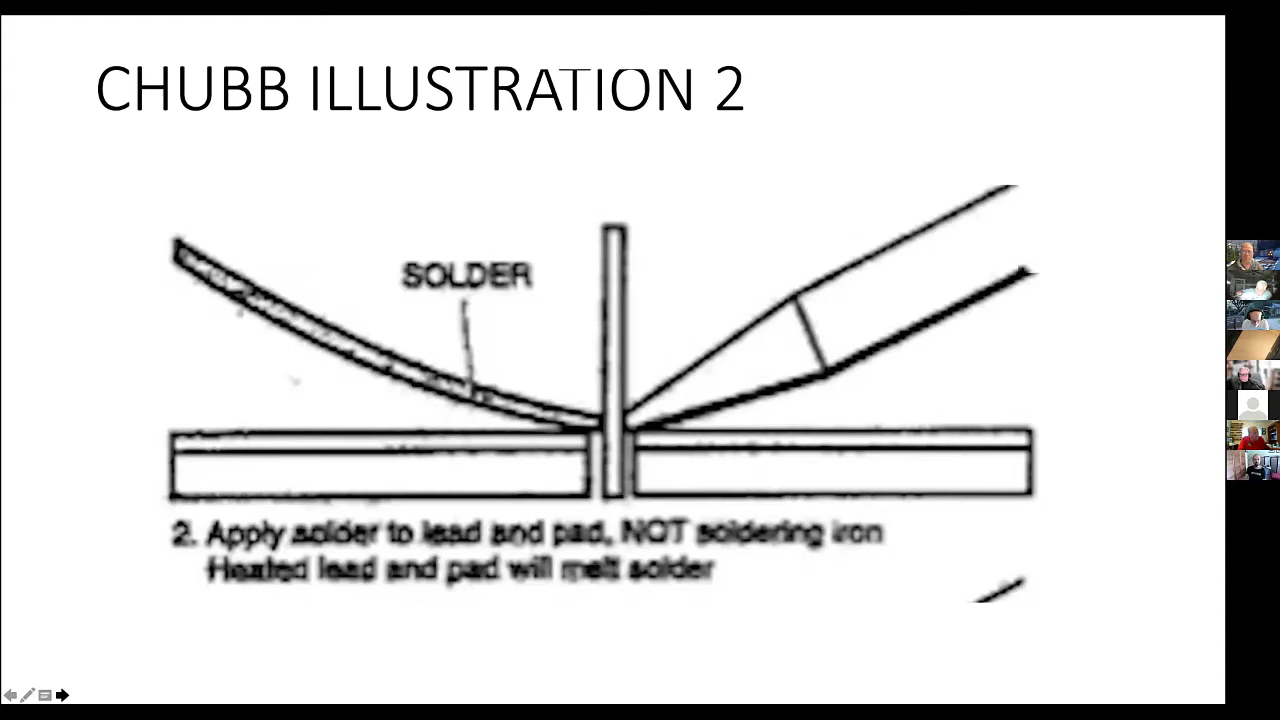 CHUBB ILLUSTRATION 2
SOLDER
2. Apply solder to lead and pad, NOT soldering iron
Heated lead and pad will melt solder